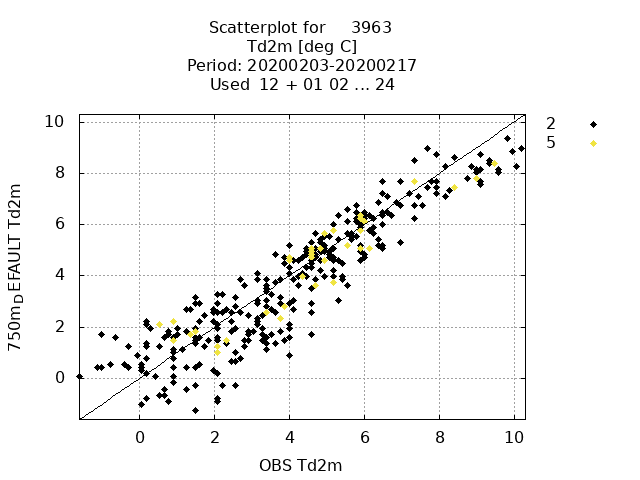 Scatterplot for 3963
Td2m [deg C]
Period: 20200203-20200217
Used 12 + 01 02 ... 24
2
5
10
8
6
4
2
0
750m_DEFAULT Td2m
0 2 4 6 8 10
OBS Td2m